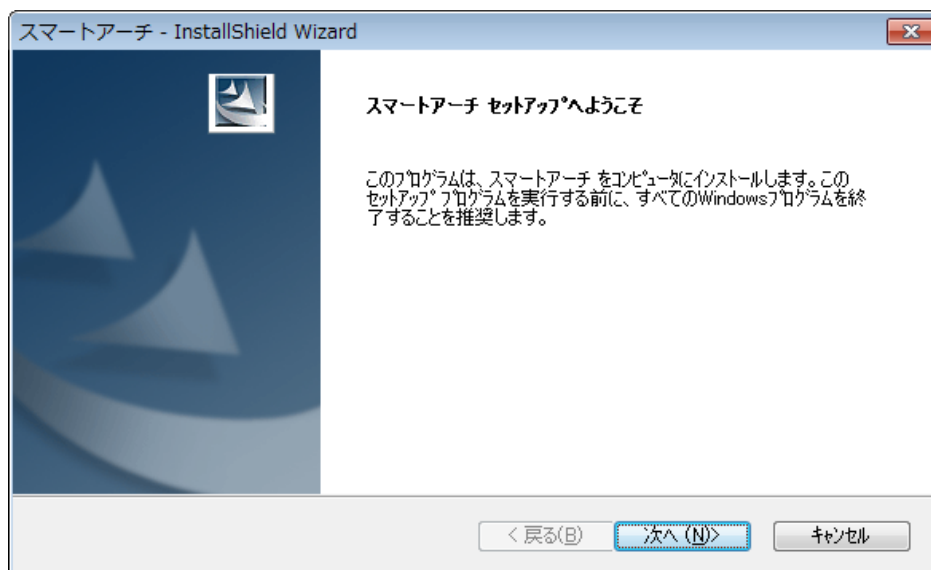 スマートアーチ - InstallShield Wizard
スマートアーチ セットアップへようこそ
このプログラムは、スマートアーチ をコンピュータにインストールします。この
セットアップ プログラムを実行する前に、すべてのWindowsプログラムを終
了することを推奨します。
< 戻る(B)
次へ (N)>
キャンセル